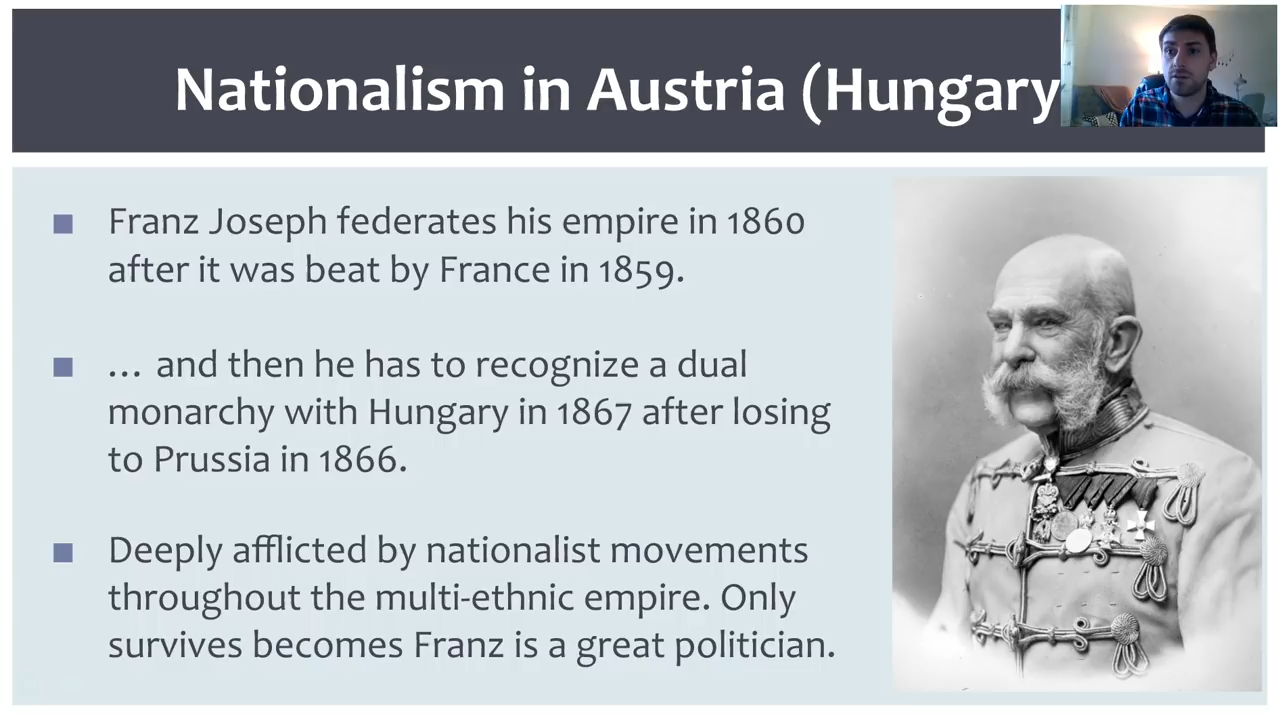 Nationalism in Austria (Hungary
■ Franz Joseph federates his empire in 1860
after it was beat by France in 1859.
■ … and then he has to recognize a dual
monarchy with Hungary in 1867 after losing
to Prussia in 1866.
■ Deeply afflicted by nationalist movements
throughout the multi-ethnic empire. Only
survives becomes Franz is a great politician.